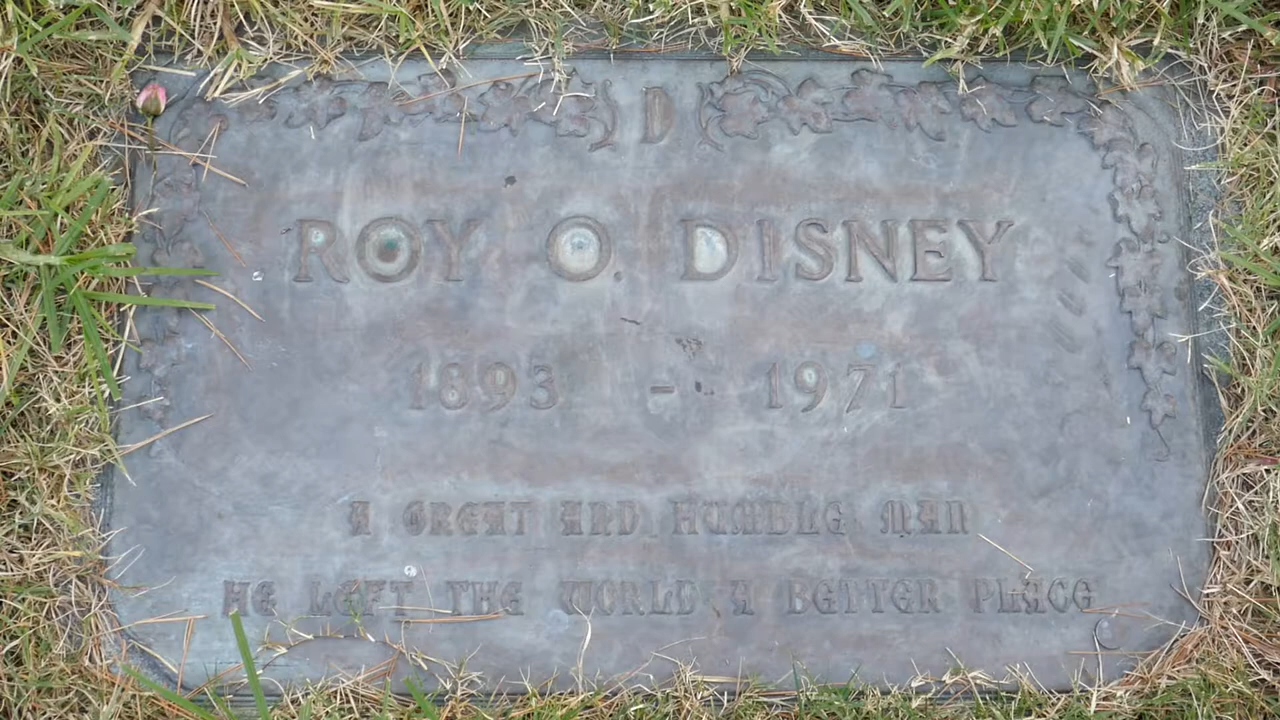 D
ROY O. DISNEY
1893 - 1971
A GREAT AND HUMBLE MAN
HE LEFT THE WORLD A BETTER PLACE